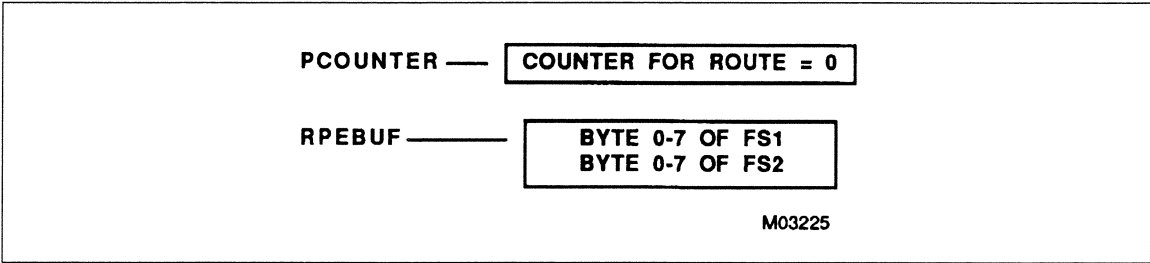 PCOUNTER COUNTER FOR ROUTE = 0
RPEBUF BYTE 0-7 OF FS1
BYTE 0-7 OF FS2
M03225